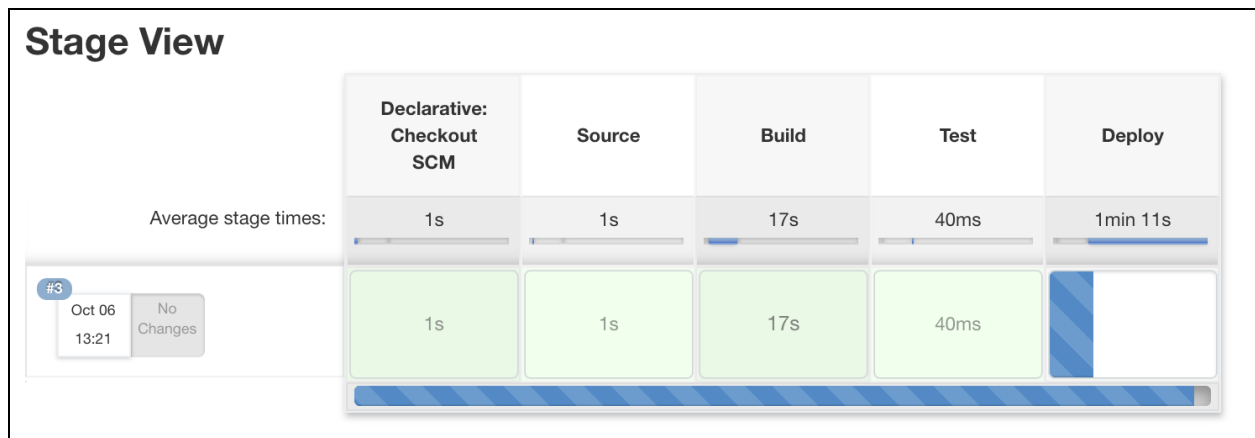 Stage View
Declarative:
Checkout
SCM
Source
Build
Test
Deploy
Average stage times:
1s
1s
17s
40ms
1min 11s
#3
Oct 06
13:21
No
Changes
1s
1s
17s
40ms